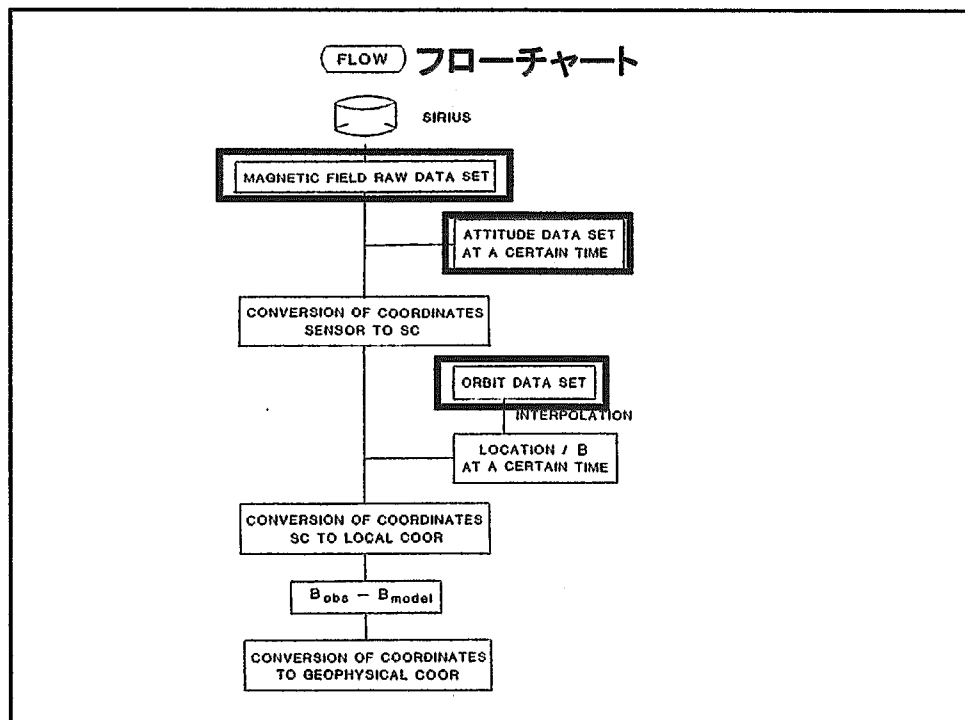 FLOW フローチャート
SIRIUS
MAGNETIC FIELD RAW DATA SET
ATTITUDE DATA SET
AT A CERTAIN TIME
CONVERSION OF COORDINATES
SENSOR TO SC
ORBIT DATA SET
INTERPOLATION
LOCATION / B
AT A CERTAIN TIME
CONVERSION OF COORDINATES
SC TO LOCAL COOR
Bobs − Bmodel
CONVERSION OF COORDINATES
TO GEOPHYSICAL COOR